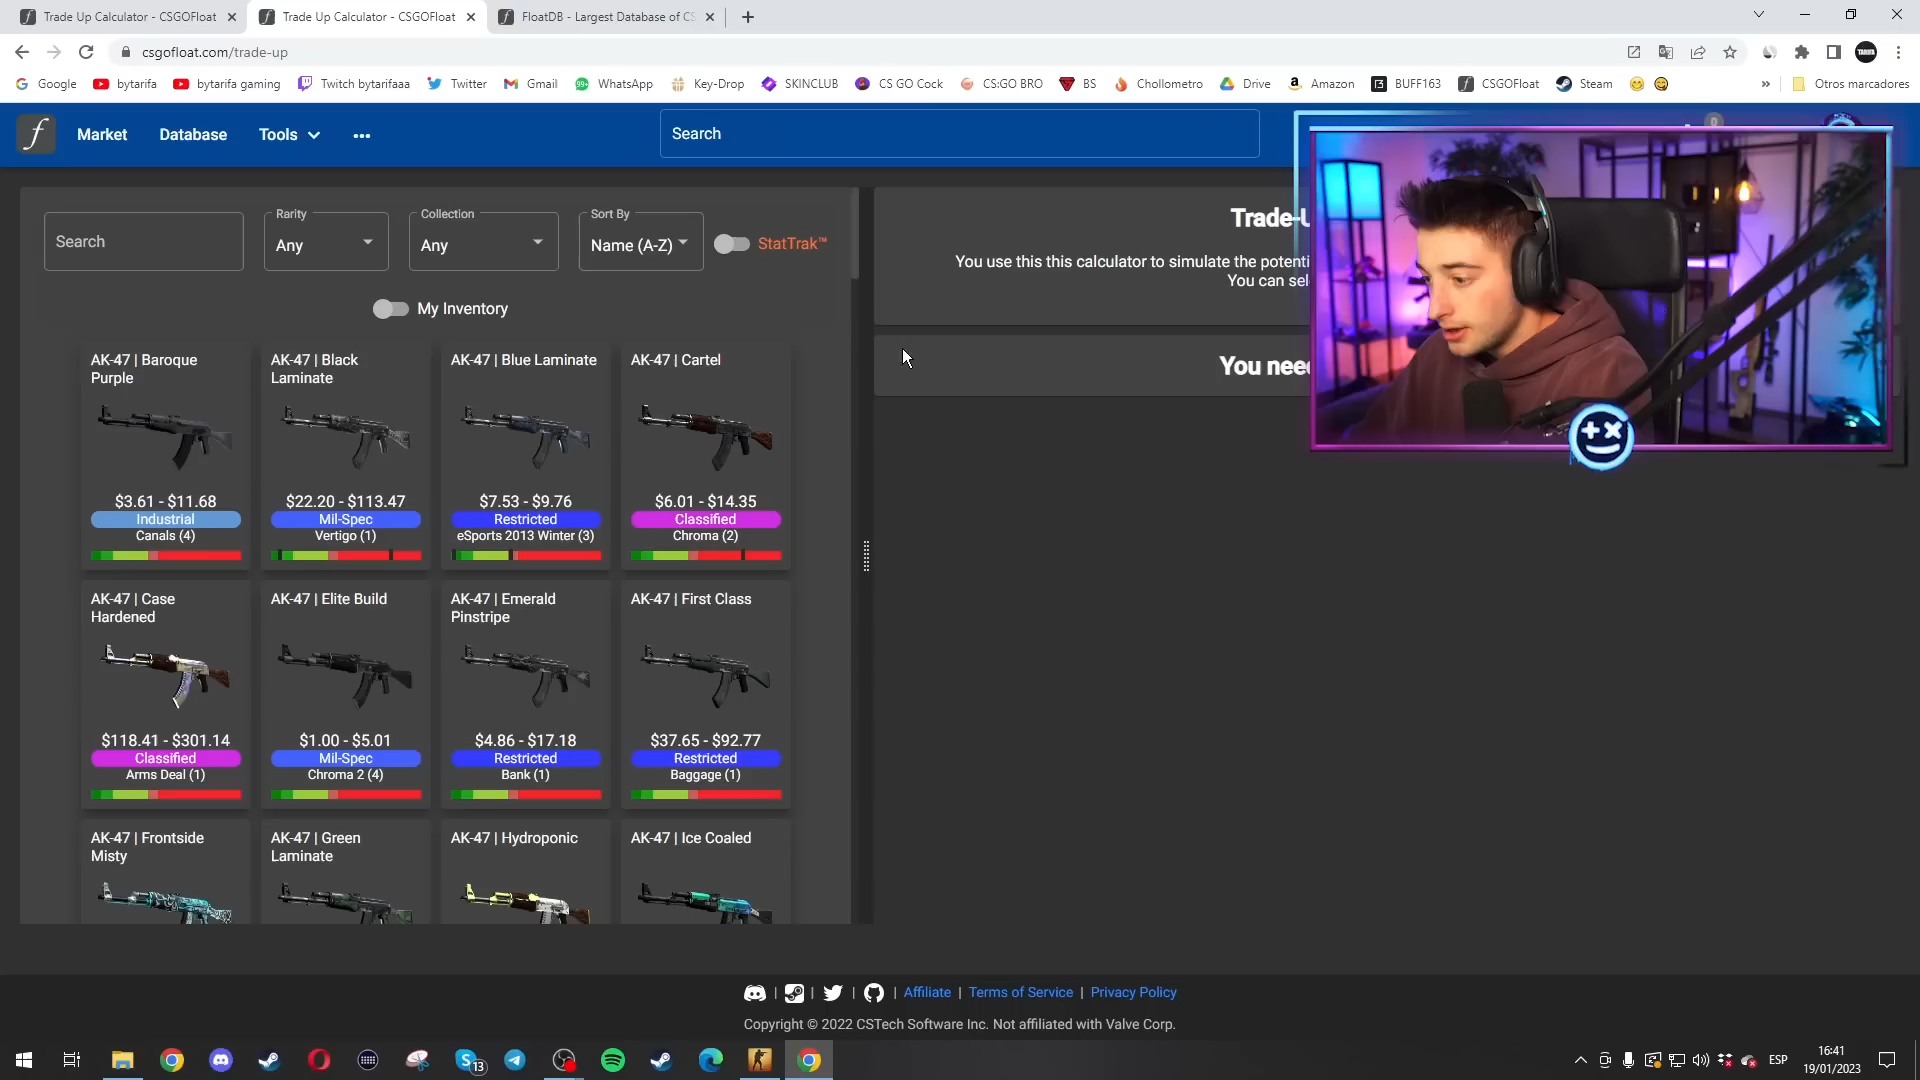 Trade Up Calculator - CSGOFloat
Trade Up Calculator - CSGOFloat
FloatDB - Largest Database of CS
csgofloat.com/trade-up
Google
bytarifa
bytarifa gaming
Twitch bytarifaaa
Twitter
Gmail
WhatsApp
Key-Drop
SKINCLUB
CS GO Cock
CS:GO BRO
BS
Chollometro
Drive
Amazon
BUFF163
CSGOFloat
Steam
Otros marcadores
Market
Database
Tools
Search
Search
Rarity
Any
Collection
Any
Sort By
Name (A-Z)
StatTrak™
My Inventory
Trade-U
You use this this calculator to simulate the potenti
You can sel
You need
AK-47 | Baroque
Purple
$3.61 - $11.68
Industrial
Canals (4)
AK-47 | Black
Laminate
$22.20 - $113.47
Mil-Spec
Vertigo (1)
AK-47 | Blue Laminate
$7.53 - $9.76
Restricted
eSports 2013 Winter (3)
AK-47 | Cartel
$6.01 - $14.35
Classified
Chroma (2)
AK-47 | Case
Hardened
$118.41 - $301.14
Classified
Arms Deal (1)
AK-47 | Elite Build
$1.00 - $5.01
Mil-Spec
Chroma 2 (4)
AK-47 | Emerald
Pinstripe
$4.86 - $17.18
Restricted
Bank (1)
AK-47 | First Class
$37.65 - $92.77
Restricted
Baggage (1)
AK-47 | Frontside
Misty
AK-47 | Green
Laminate
AK-47 | Hydroponic
AK-47 | Ice Coaled
| | | | Affiliate | Terms of Service | Privacy Policy
Copyright © 2022 CSTech Software Inc. Not affiliated with Valve Corp.
13
ESP
16:41
19/01/2023